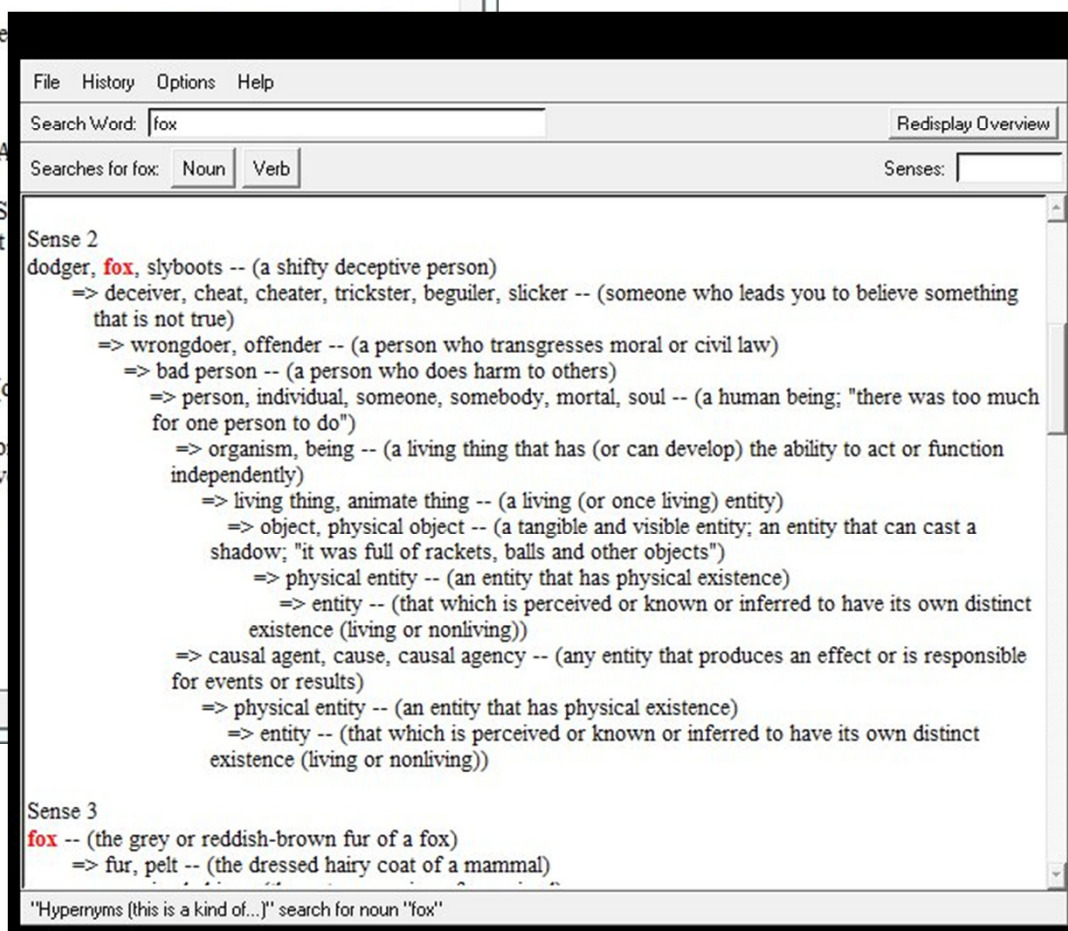 File History Options Help
Search Word: fox Redisplay Overview
Searches for fox: Noun Verb Senses:
Sense 2
dodger, fox, slyboots -- (a shifty deceptive person)
=> deceiver, cheat, cheater, trickster, beguiler, slicker -- (someone who leads you to believe something
that is not true)
=> wrongdoer, offender -- (a person who transgresses moral or civil law)
=> bad person -- (a person who does harm to others)
=> person, individual, someone, somebody, mortal, soul -- (a human being; "there was too much
for one person to do")
=> organism, being -- (a living thing that has (or can develop) the ability to act or function
independently)
=> living thing, animate thing -- (a living (or once living) entity)
=> object, physical object -- (a tangible and visible entity; an entity that can cast a
shadow; "it was full of rackets, balls and other objects")
=> physical entity -- (an entity that has physical existence)
=> entity -- (that which is perceived or known or inferred to have its own distinct
existence (living or nonliving))
=> causal agent, cause, causal agency -- (any entity that produces an effect or is responsible
for events or results)
=> physical entity -- (an entity that has physical existence)
=> entity -- (that which is perceived or known or inferred to have its own distinct
existence (living or nonliving))
Sense 3
fox -- (the grey or reddish-brown fur of a fox)
=> fur, pelt -- (the dressed hairy coat of a mammal)
"Hypernyms (this is a kind of...)" search for noun "fox"